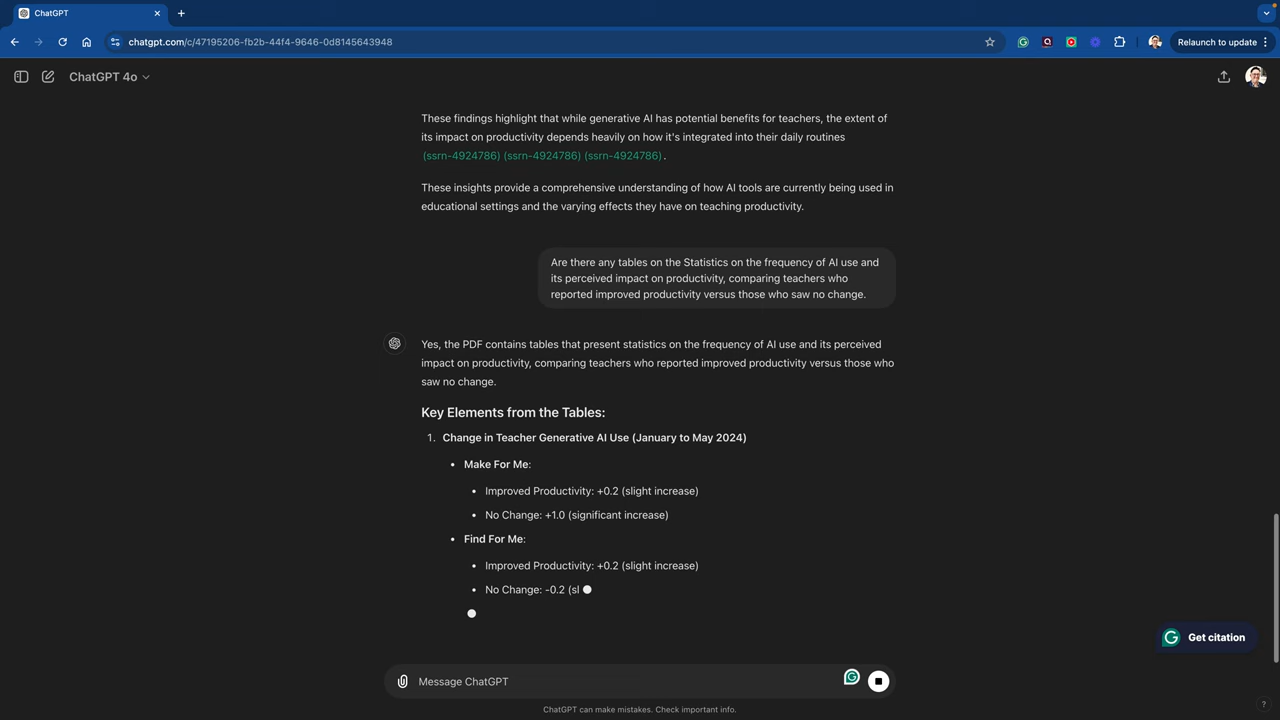 ChatGPT
chatgpt.com/c/47195206-fb2b-44f4-9646-0d8145643948
Relaunch to update
ChatGPT 4o
These findings highlight that while generative AI has potential benefits for teachers, the extent of
its impact on productivity depends heavily on how it's integrated into their daily routines
(ssrn-4924786) (ssrn-4924786) (ssrn-4924786).
These insights provide a comprehensive understanding of how AI tools are currently being used in
educational settings and the varying effects they have on teaching productivity.
Are there any tables on the Statistics on the frequency of AI use and
its perceived impact on productivity, comparing teachers who
reported improved productivity versus those who saw no change.
Yes, the PDF contains tables that present statistics on the frequency of AI use and its perceived
impact on productivity, comparing teachers who reported improved productivity versus those who
saw no change.
Key Elements from the Tables:
1. Change in Teacher Generative AI Use (January to May 2024)
• Make For Me:
• Improved Productivity: +0.2 (slight increase)
• No Change: +1.0 (significant increase)
• Find For Me:
• Improved Productivity: +0.2 (slight increase)
• No Change: -0.2 (sl
Get citation
Message ChatGPT
ChatGPT can make mistakes. Check important info.
?